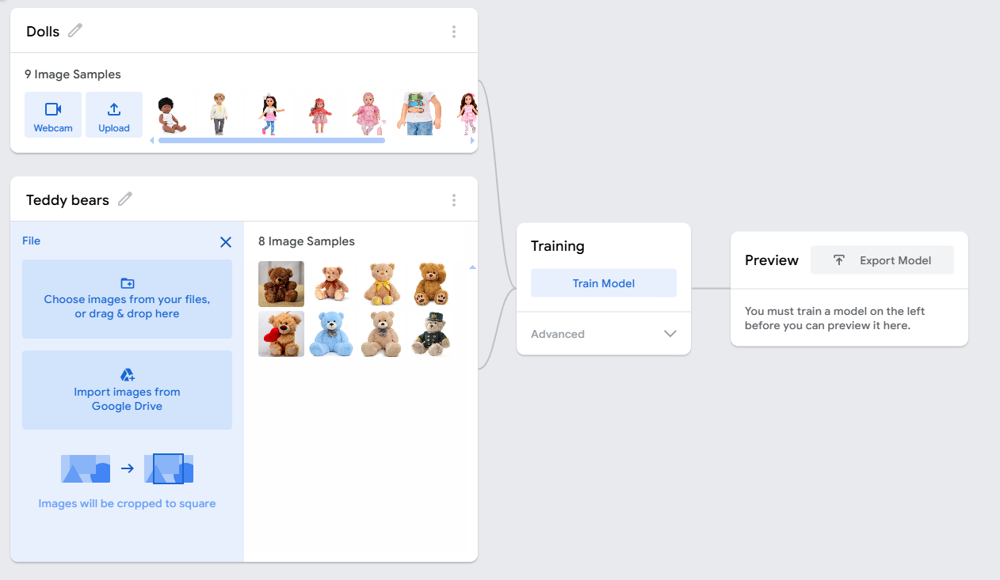 Dolls
9 Image Samples
Webcam
Upload
Teddy bears
File
Choose images from your files,
or drag & drop here
Import images from
Google Drive
Images will be cropped to square
8 Image Samples
Training
Train Model
Advanced
Preview
Export Model
You must train a model on the left
before you can preview it here.